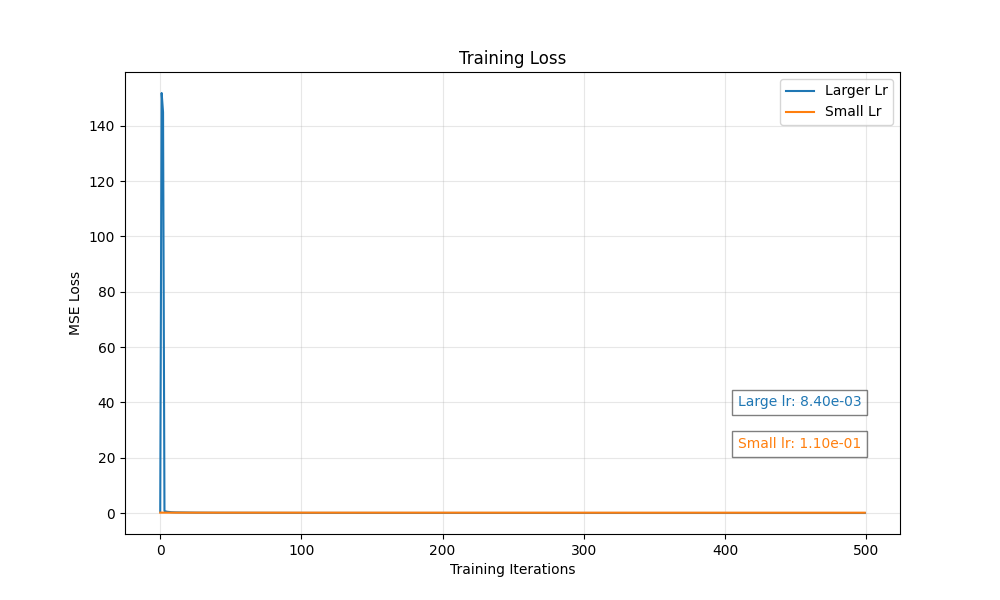 Training Loss
Larger Lr
Small Lr
MSE Loss
140
120
100
80
60
40
20
0
Large lr: 8.40e-03
Small lr: 1.10e-01
0
100
200
300
400
500
Training Iterations